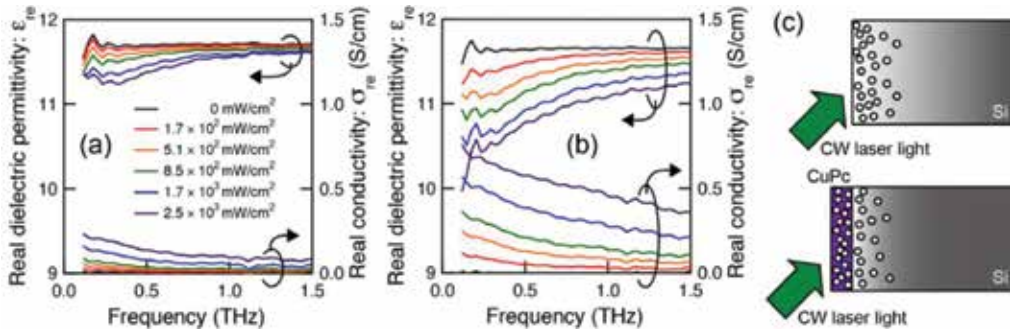 12
11
10
9
Real dielectric permittivity: εre
0.0
0.5
1.0
1.5
Frequency (THz)
1.5
1.0
0.5
0.0
Real conductivity: σre (S/cm)
(a)
0 mW/cm²
1.7 × 10² mW/cm²
5.1 × 10² mW/cm²
8.5 × 10² mW/cm²
1.7 × 10³ mW/cm²
2.5 × 10³ mW/cm²
12
11
10
9
Real dielectric permittivity: εre
0.0
0.5
1.0
1.5
Frequency (THz)
1.5
1.0
0.5
0.0
Real conductivity: σre (S/cm)
(b)
(c)
Si
CW laser light
CuPc
Si
CW laser light